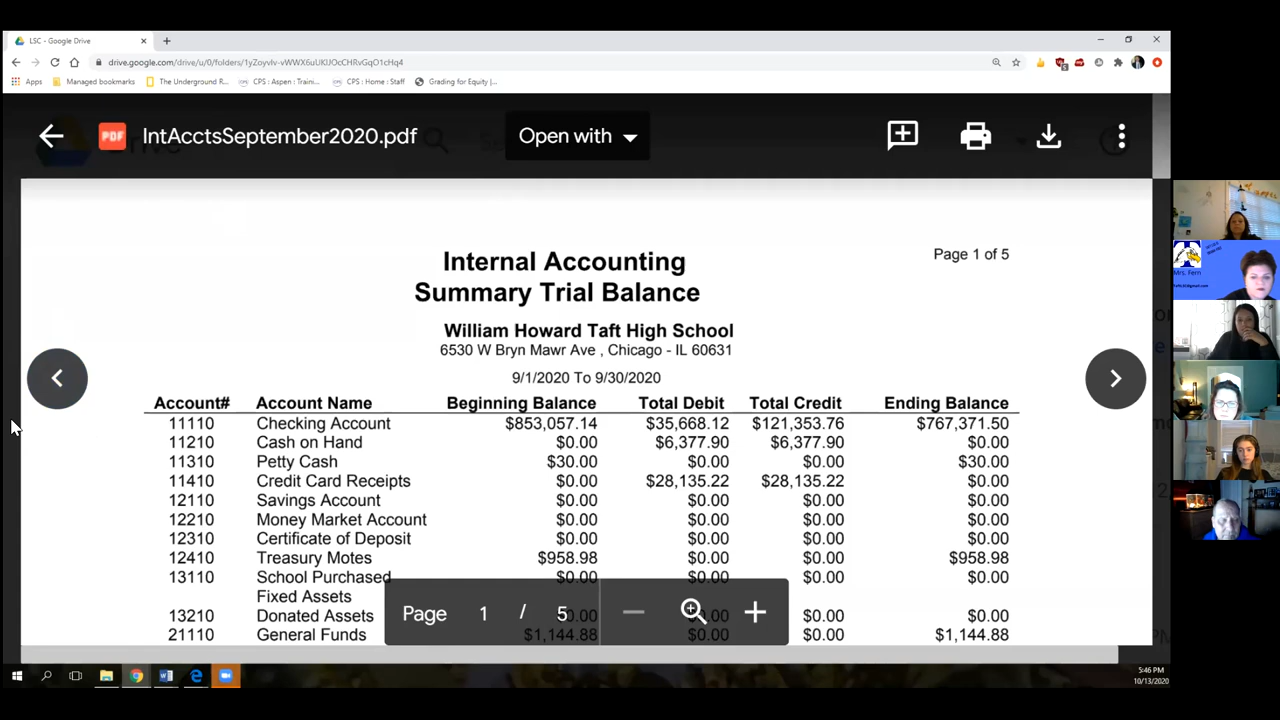 LSC - Google Drive
drive.google.com/drive/u/0/folders/1yZoyvIv-vWWX6uUKIJOcCHRvGqO1cHq4
Apps Managed bookmarks The Underground R... CPS : Aspen - Traini... CPS : Home : Staff Grading for Equity |...
PDF IntAcctsSeptember2020.pdf Open with
Page 1 of 5
Internal Accounting
Summary Trial Balance
William Howard Taft High School
6530 W Bryn Mawr Ave , Chicago - IL 60631
9/1/2020 To 9/30/2020
Account# Account Name Beginning Balance Total Debit Total Credit Ending Balance
11110 Checking Account $853,057.14 $35,668.12 $121,353.76 $767,371.50
11210 Cash on Hand $0.00 $6,377.90 $6,377.90 $0.00
11310 Petty Cash $30.00 $0.00 $0.00 $30.00
11410 Credit Card Receipts $0.00 $28,135.22 $28,135.22 $0.00
12110 Savings Account $0.00 $0.00 $0.00 $0.00
12210 Money Market Account $0.00 $0.00 $0.00 $0.00
12310 Certificate of Deposit $0.00 $0.00 $0.00 $0.00
12410 Treasury Motes $958.98 $0.00 $0.00 $958.98
13110 School Purchased $0.00 $0.00 $0.00 $0.00
Fixed Assets
13210 Donated Assets $0.00 $0.00 $0.00 $0.00
21110 General Funds $1,144.88 $0.00 $0.00 $1,144.88
Page 1 / 5
Mrs. Fern
5:46 PM
10/13/2020